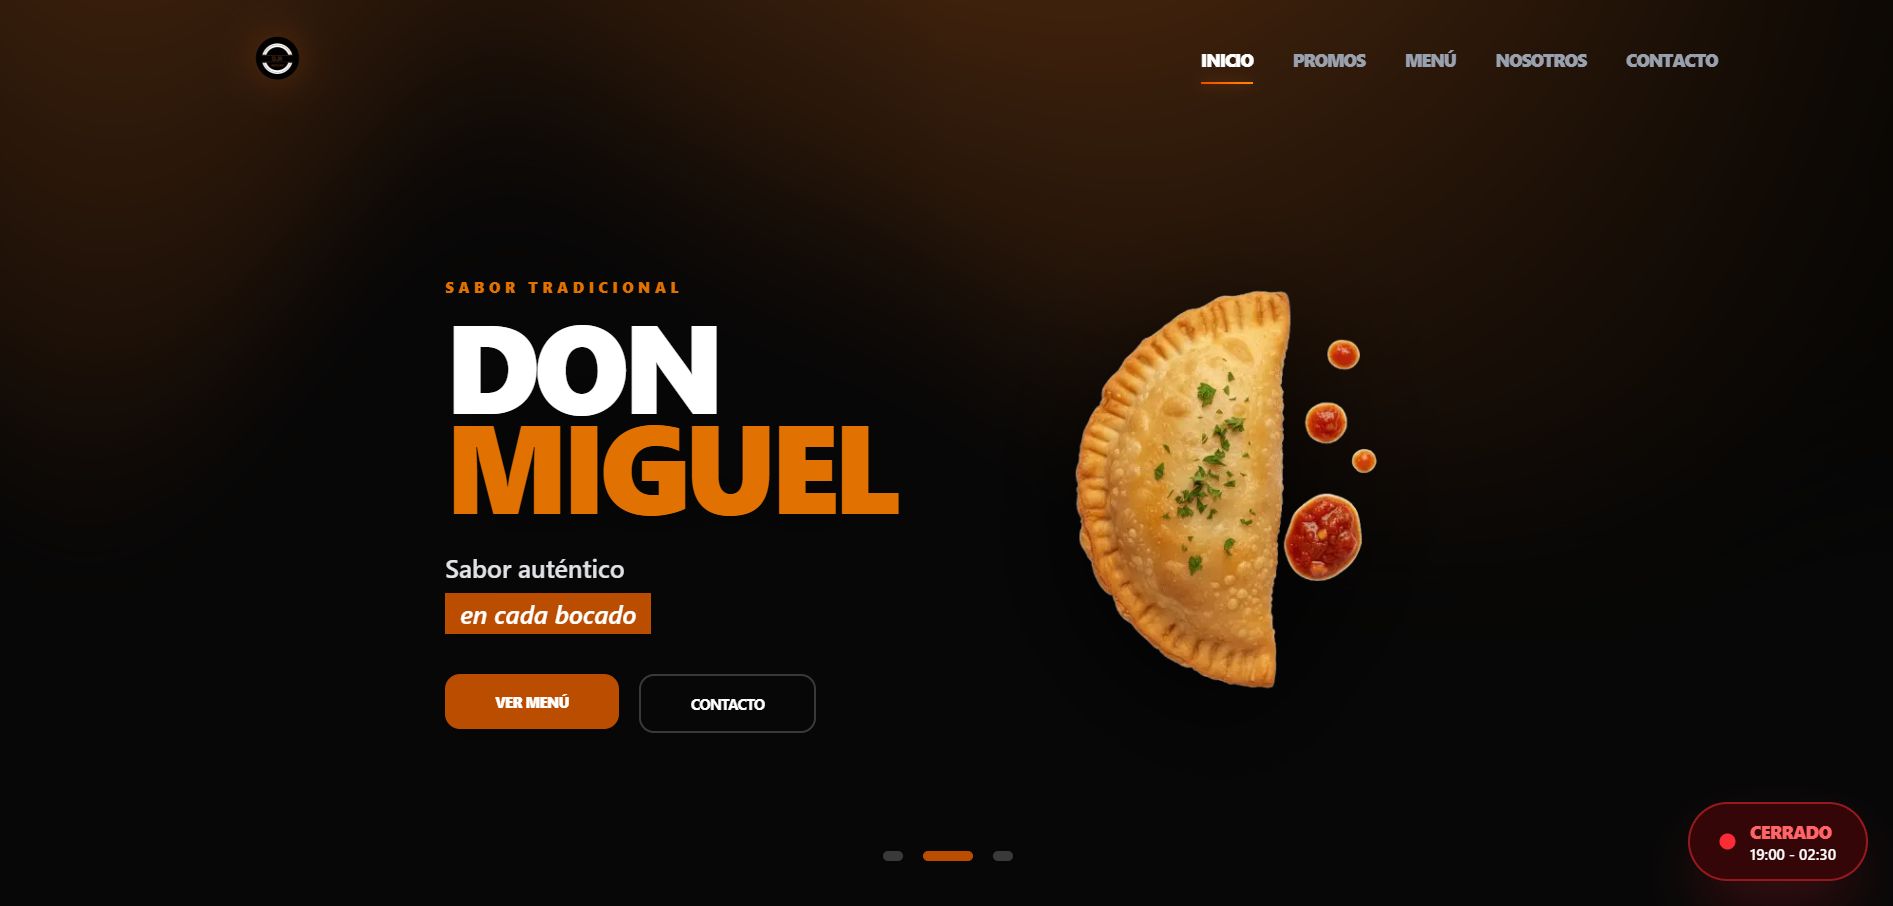 INICIO PROMOS MENÚ NOSOTROS CONTACTO
SABOR TRADICIONAL
DON
MIGUEL
Sabor auténtico
en cada bocado
VER MENÚ CONTACTO
CERRADO
19:00 - 02:30